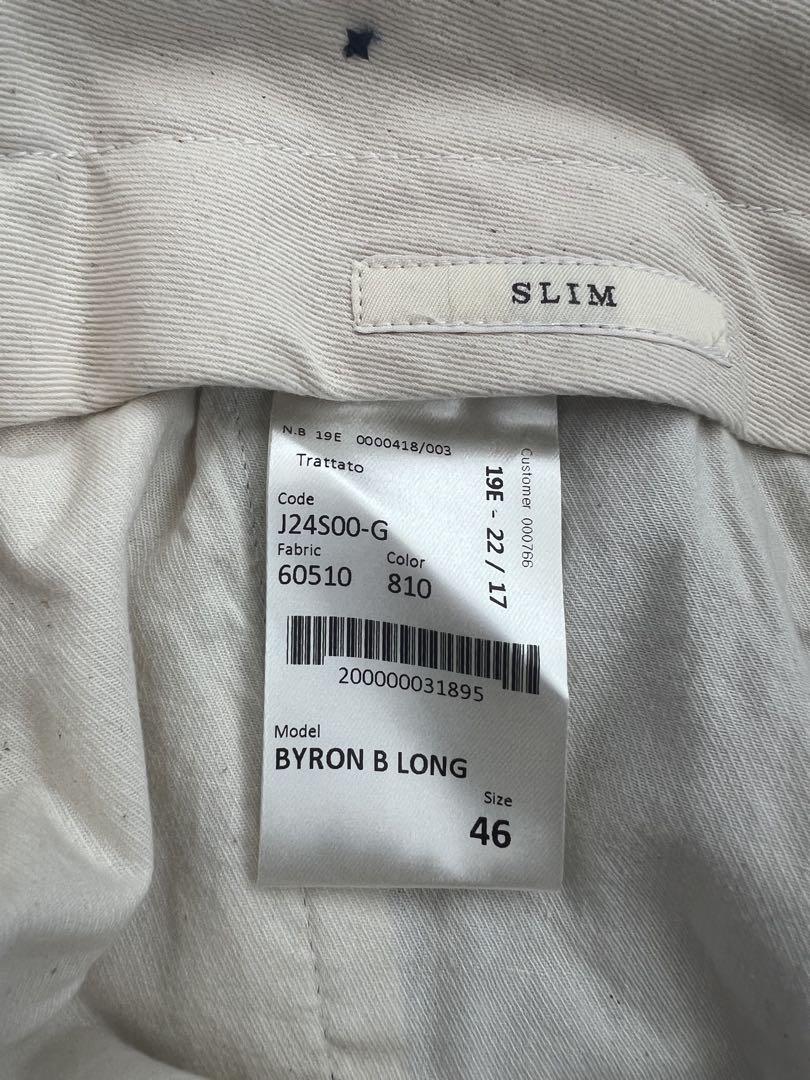 SLIM
N.B 19E 0000418/003
Trattato
Code
J24S00-G
Fabric Color
60510 810
Customer 000766
19E - 22 / 17
200000031895
Model
BYRON B LONG
Size
46